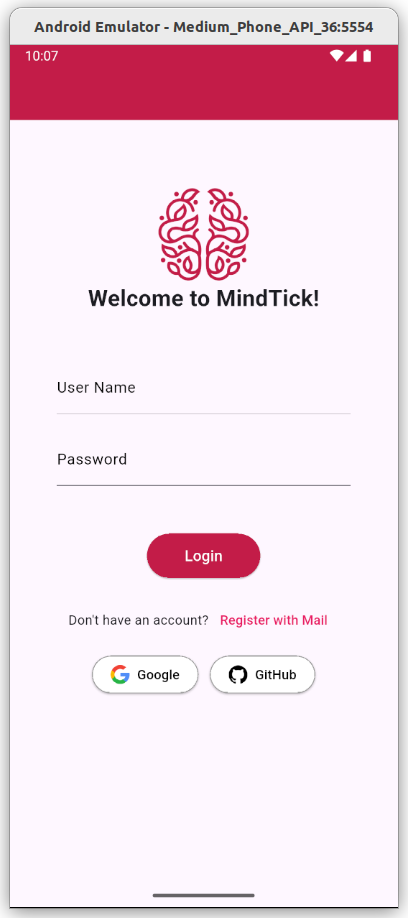 Android Emulator - Medium_Phone_API_36:5554
10:07
Welcome to MindTick!
User Name
Password
Login
Don't have an account? Register with Mail
Google GitHub